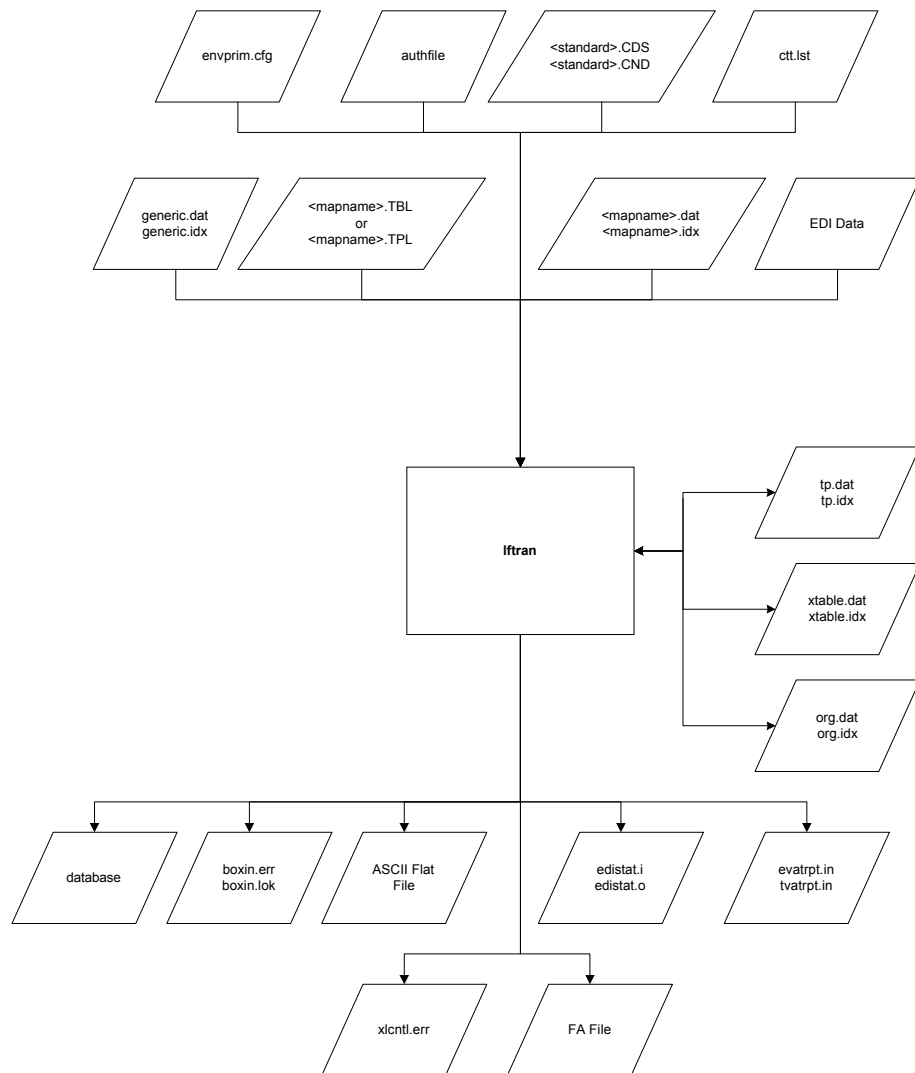 envprim.cfg
authfile
<standard>.CDS
<standard>.CND
ctt.lst
generic.dat
generic.idx
<mapname>.TBL
or
<mapname>.TPL
<mapname>.dat
<mapname>.idx
EDI Data
lftran
tp.dat
tp.idx
xtable.dat
xtable.idx
org.dat
org.idx
database
boxin.err
boxin.lok
ASCII Flat
File
edistat.i
edistat.o
evatrpt.in
tvatrpt.in
xlcntl.err
FA File